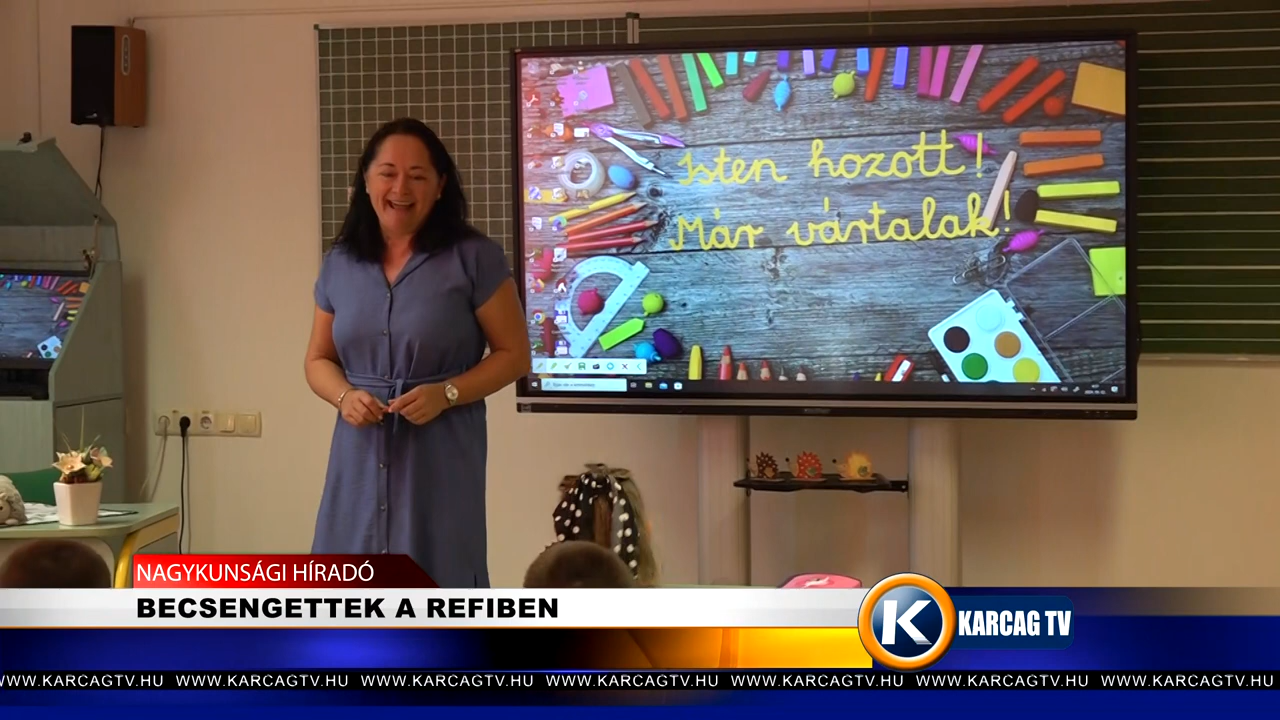 Isten hozott!
Már vártalak!
NAGYKUNSÁGI HÍRADÓ
BECSENGETTEK A REFIBEN
K KARCAG TV
WWW.KARCAGTV.HU WWW.KARCAGTV.HU WWW.KARCAGTV.HU WWW.KARCAGTV.HU WWW.KARCAGTV.HU WWW.KARCAGTV.HU WWW.KARCAGTV.HU